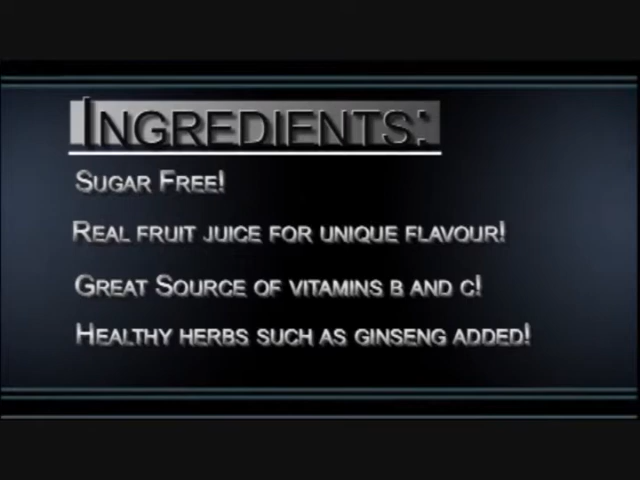 INGREDIENTS:
SUGAR FREE!
REAL FRUIT JUICE FOR UNIQUE FLAVOUR!
GREAT SOURCE OF VITAMINS B AND C!
HEALTHY HERBS SUCH AS GINSENG ADDED!